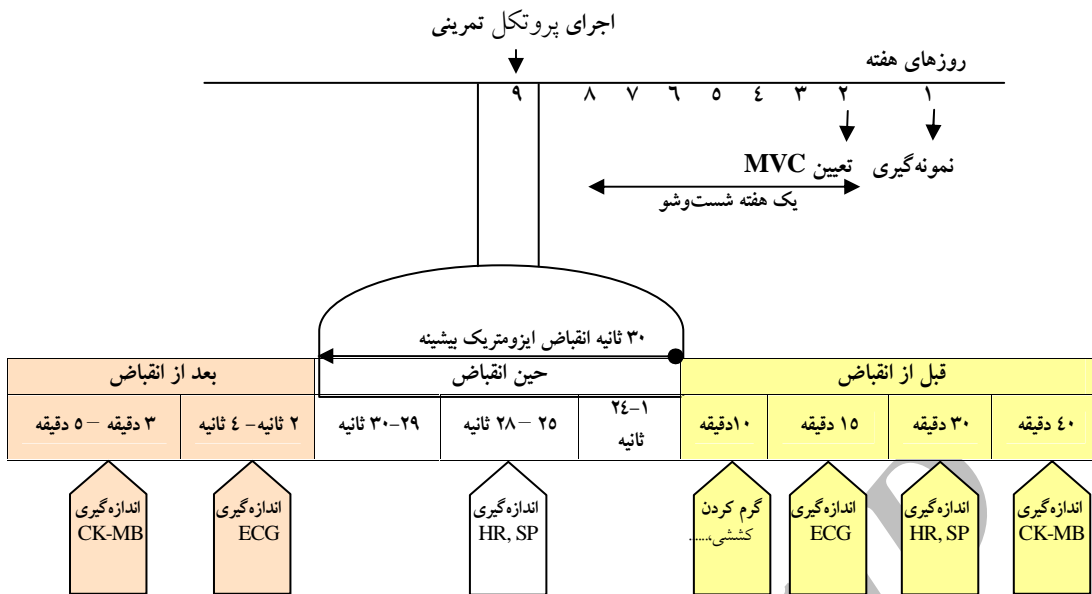 اجرای پروتکل تمرینی
روزهای هفته
۱ ۲ ۳ ٤ ٥ ٦ ۷ ۸ ۹
نمونه‌گیری
تعیین MVC
یک هفته شست‌وشو
۳۰ ثانیه انقباض ایزومتریک بیشینه
قبل از انقباض
حین انقباض
بعد از انقباض
٤۰ دقیقه
۳۰ دقیقه
۱٥ دقیقه
۱۰دقیقه
۲٤-۱
ثانیه
۲٥ – ۲۸ ثانیه
۲۹-۳۰ ثانیه
۲ ثانیه- ٤ ثانیه
۳ دقیقه – ٥ دقیقه
اندازه‌گیری
CK-MB
اندازه‌گیری
HR, SP
اندازه‌گیری
ECG
گرم کردن
کششی،.....
اندازه‌گیری
HR, SP
اندازه‌گیری
ECG
اندازه‌گیری
CK-MB